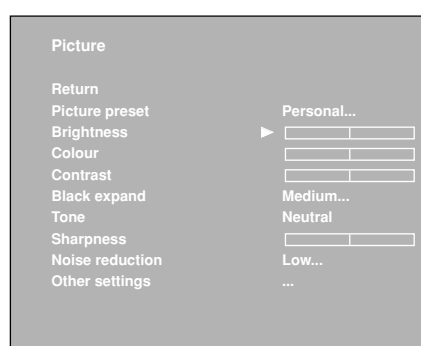 Picture
Return
Picture preset Personal...
Brightness
Colour
Contrast
Black expand Medium...
Tone Neutral
Sharpness
Noise reduction Low...
Other settings ...